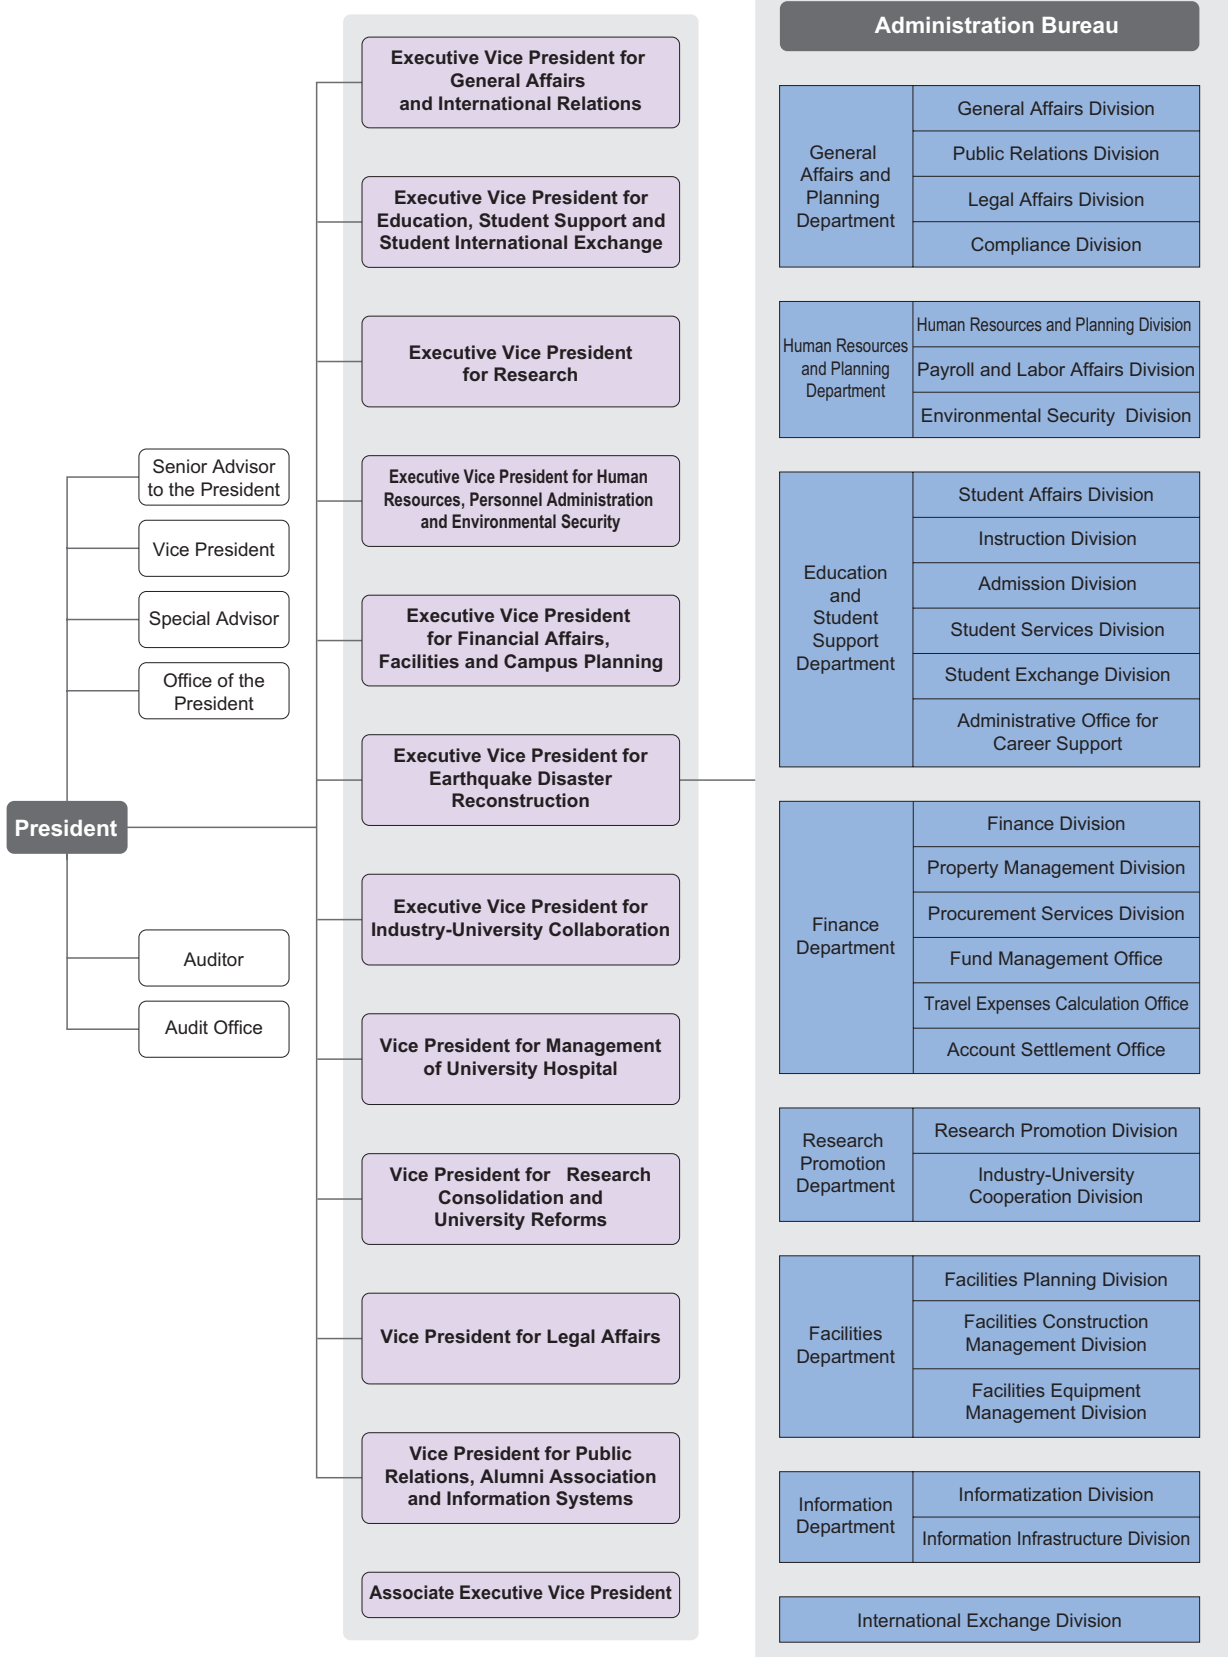 President
Senior Advisor
to the President
Vice President
Special Advisor
Office of the
President
Auditor
Audit Office
Executive Vice President for
General Affairs
and International Relations
Executive Vice President for
Education, Student Support and
Student International Exchange
Executive Vice President
for Research
Executive Vice President for Human
Resources, Personnel Administration
and Environmental Security
Executive Vice President
for Financial Affairs,
Facilities and Campus Planning
Executive Vice President for
Earthquake Disaster
Reconstruction
Executive Vice President for
Industry-University Collaboration
Vice President for Management
of University Hospital
Vice President for Research
Consolidation and
University Reforms
Vice President for Legal Affairs
Vice President for Public
Relations, Alumni Association
and Information Systems
Associate Executive Vice President
Administration Bureau
General
Affairs and
Planning
Department
General Affairs Division
Public Relations Division
Legal Affairs Division
Compliance Division
Human Resources
and Planning
Department
Human Resources and Planning Division
Payroll and Labor Affairs Division
Environmental Security Division
Education
and
Student
Support
Department
Student Affairs Division
Instruction Division
Admission Division
Student Services Division
Student Exchange Division
Administrative Office for
Career Support
Finance
Department
Finance Division
Property Management Division
Procurement Services Division
Fund Management Office
Travel Expenses Calculation Office
Account Settlement Office
Research
Promotion
Department
Research Promotion Division
Industry-University
Cooperation Division
Facilities
Department
Facilities Planning Division
Facilities Construction
Management Division
Facilities Equipment
Management Division
Information
Department
Informatization Division
Information Infrastructure Division
International Exchange Division